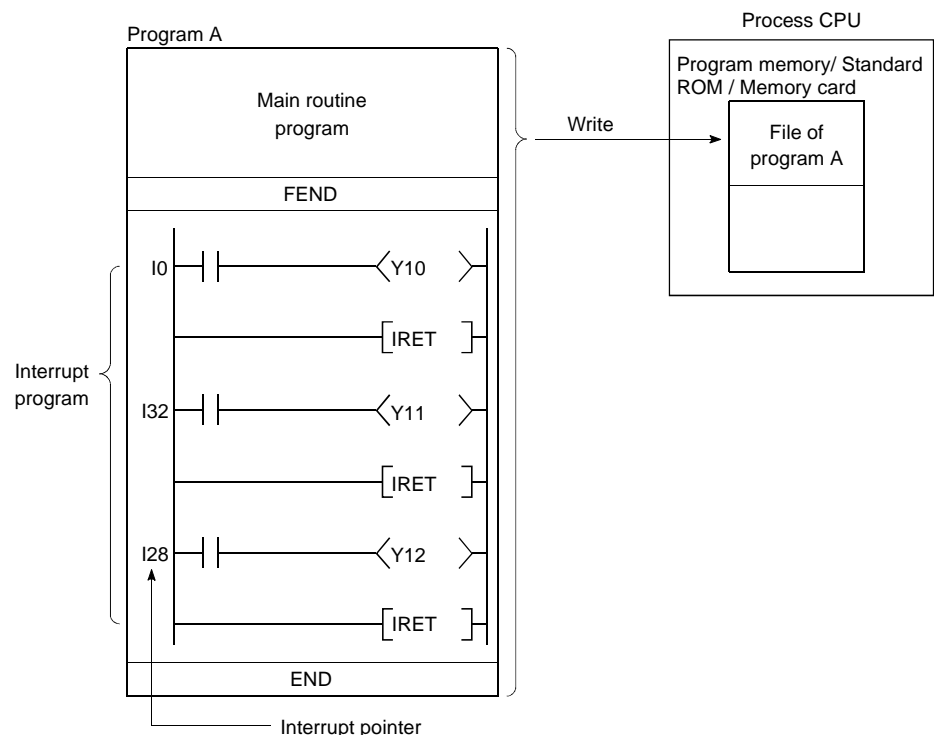 Program A
Main routine
program
FEND
I0
Y10
IRET
I32
Y11
IRET
I28
Y12
IRET
END
Interrupt
program
Interrupt pointer
Write
Process CPU
Program memory/ Standard
ROM / Memory card
File of
program A